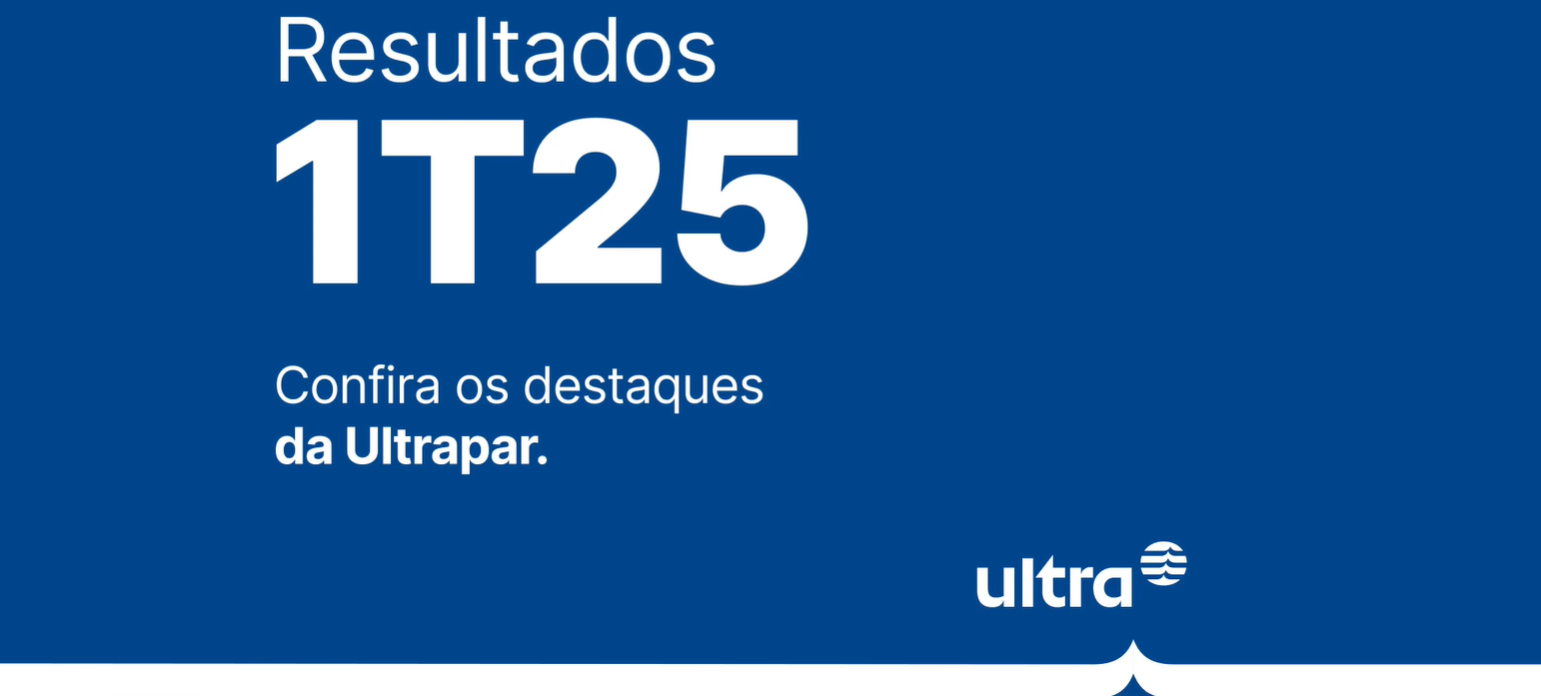 Resultados
1T25
Confira os destaques
da Ultrapar.
ultra